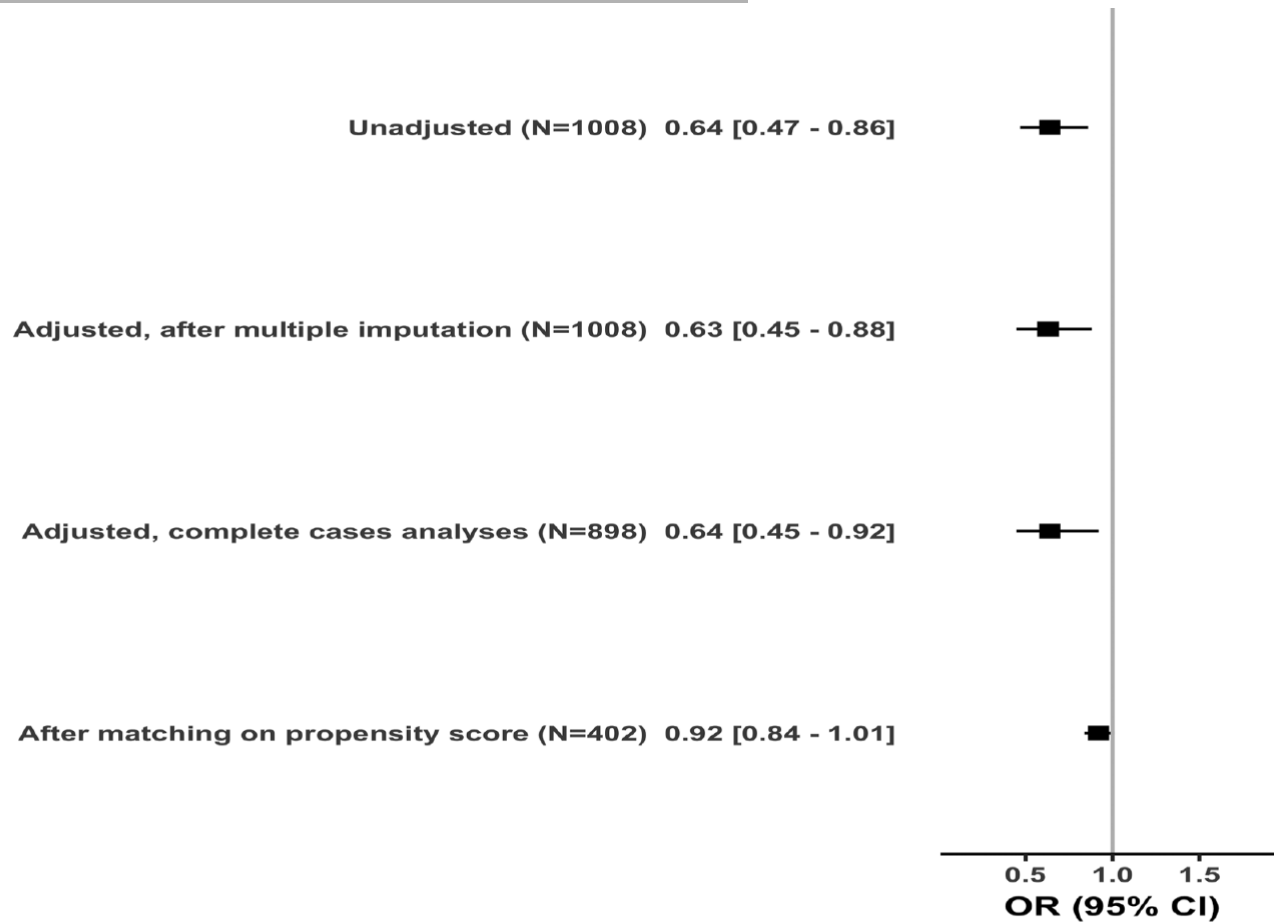 Unadjusted (N=1008) 0.64 [0.47 - 0.86]
Adjusted, after multiple imputation (N=1008) 0.63 [0.45 - 0.88]
Adjusted, complete cases analyses (N=898) 0.64 [0.45 - 0.92]
After matching on propensity score (N=402) 0.92 [0.84 - 1.01]
0.5 1.0 1.5
OR (95% CI)